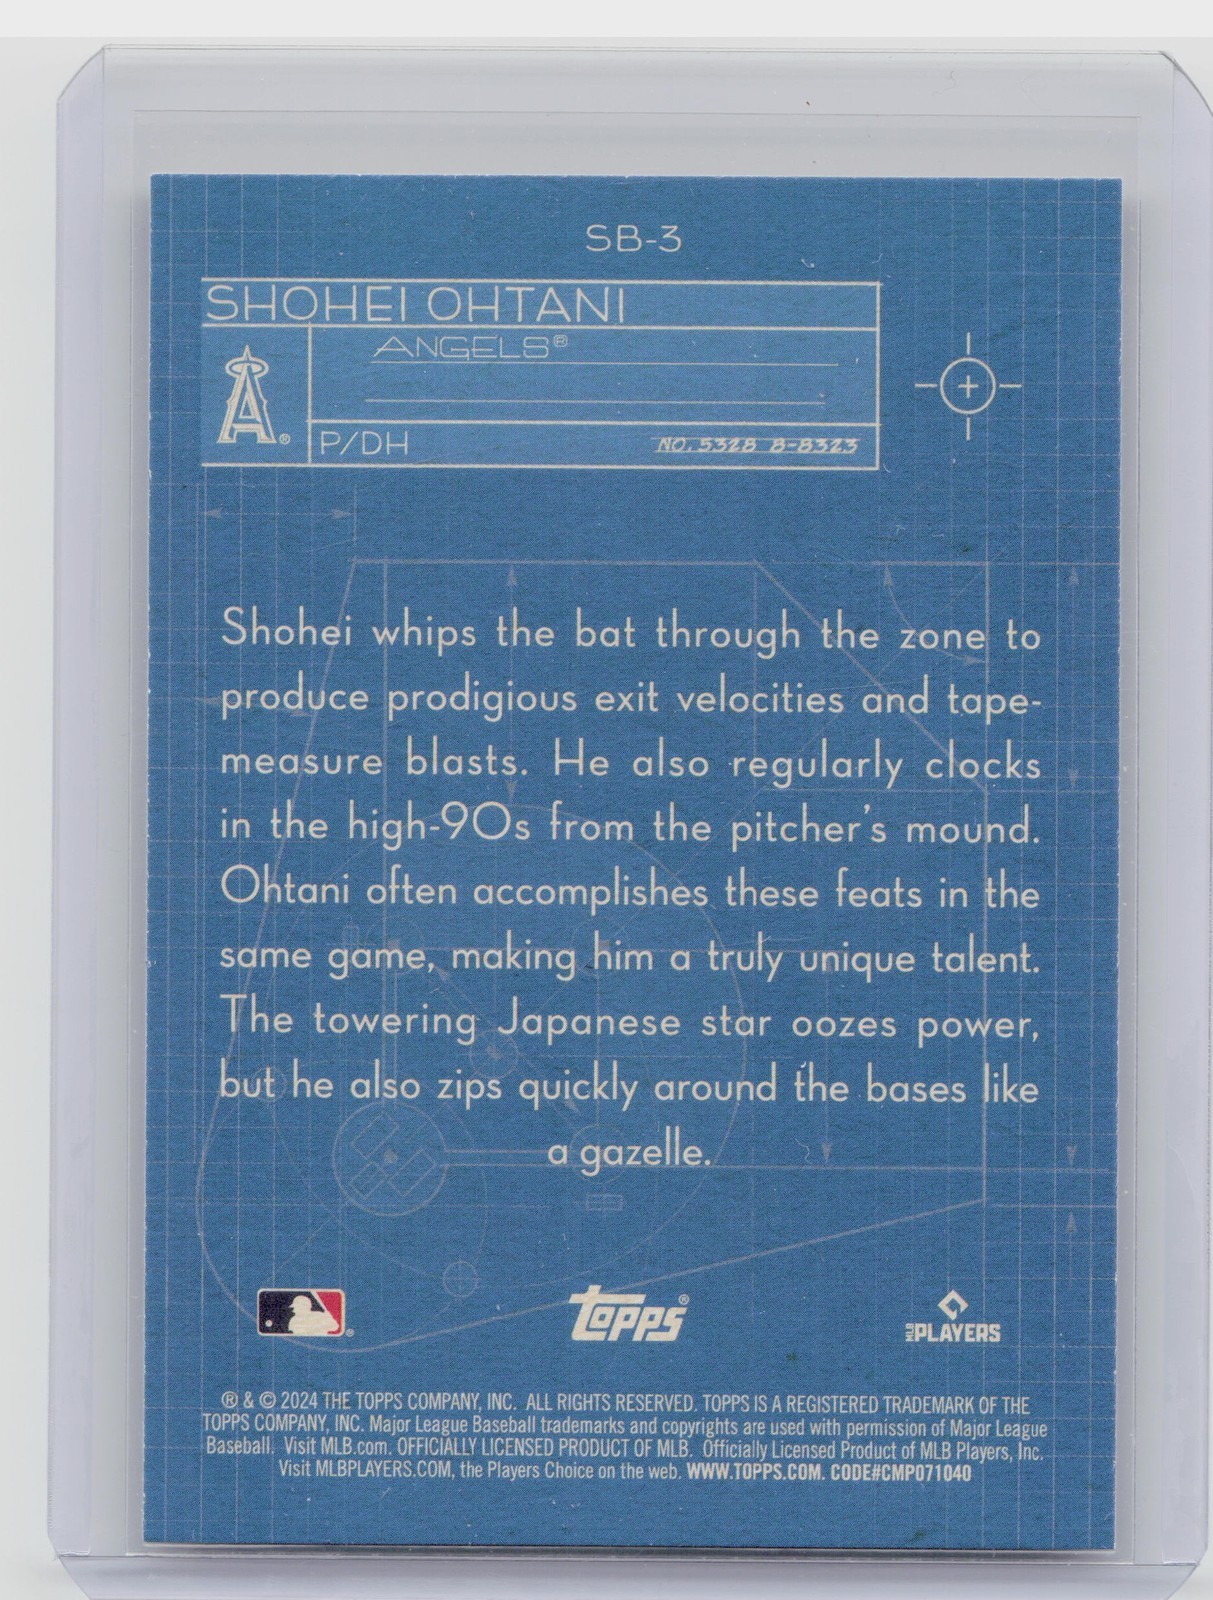 SB-3
SHOHEI OHTANI
ANGELS®
A®
P/DH
NO. 5328 8-8323
Shohei whips the bat through the zone to
produce prodigious exit velocities and tape-
measure blasts. He also regularly clocks
in the high-90s from the pitcher's mound.
Ohtani often accomplishes these feats in the
same game, making him a truly unique talent.
The towering Japanese star oozes power,
but he also zips quickly around the bases like
a gazelle.
®
Topps®
MLB PLAYERS
® & © 2024 THE TOPPS COMPANY, INC. ALL RIGHTS RESERVED. TOPPS IS A REGISTERED TRADEMARK OF THE
TOPPS COMPANY, INC. Major League Baseball trademarks and copyrights are used with permission of Major League
Baseball. Visit MLB.com. OFFICIALLY LICENSED PRODUCT OF MLB. Officially Licensed Product of MLB Players, Inc.
Visit MLBPLAYERS.COM, the Players Choice on the web. WWW.TOPPS.COM. CODE#CMP071040